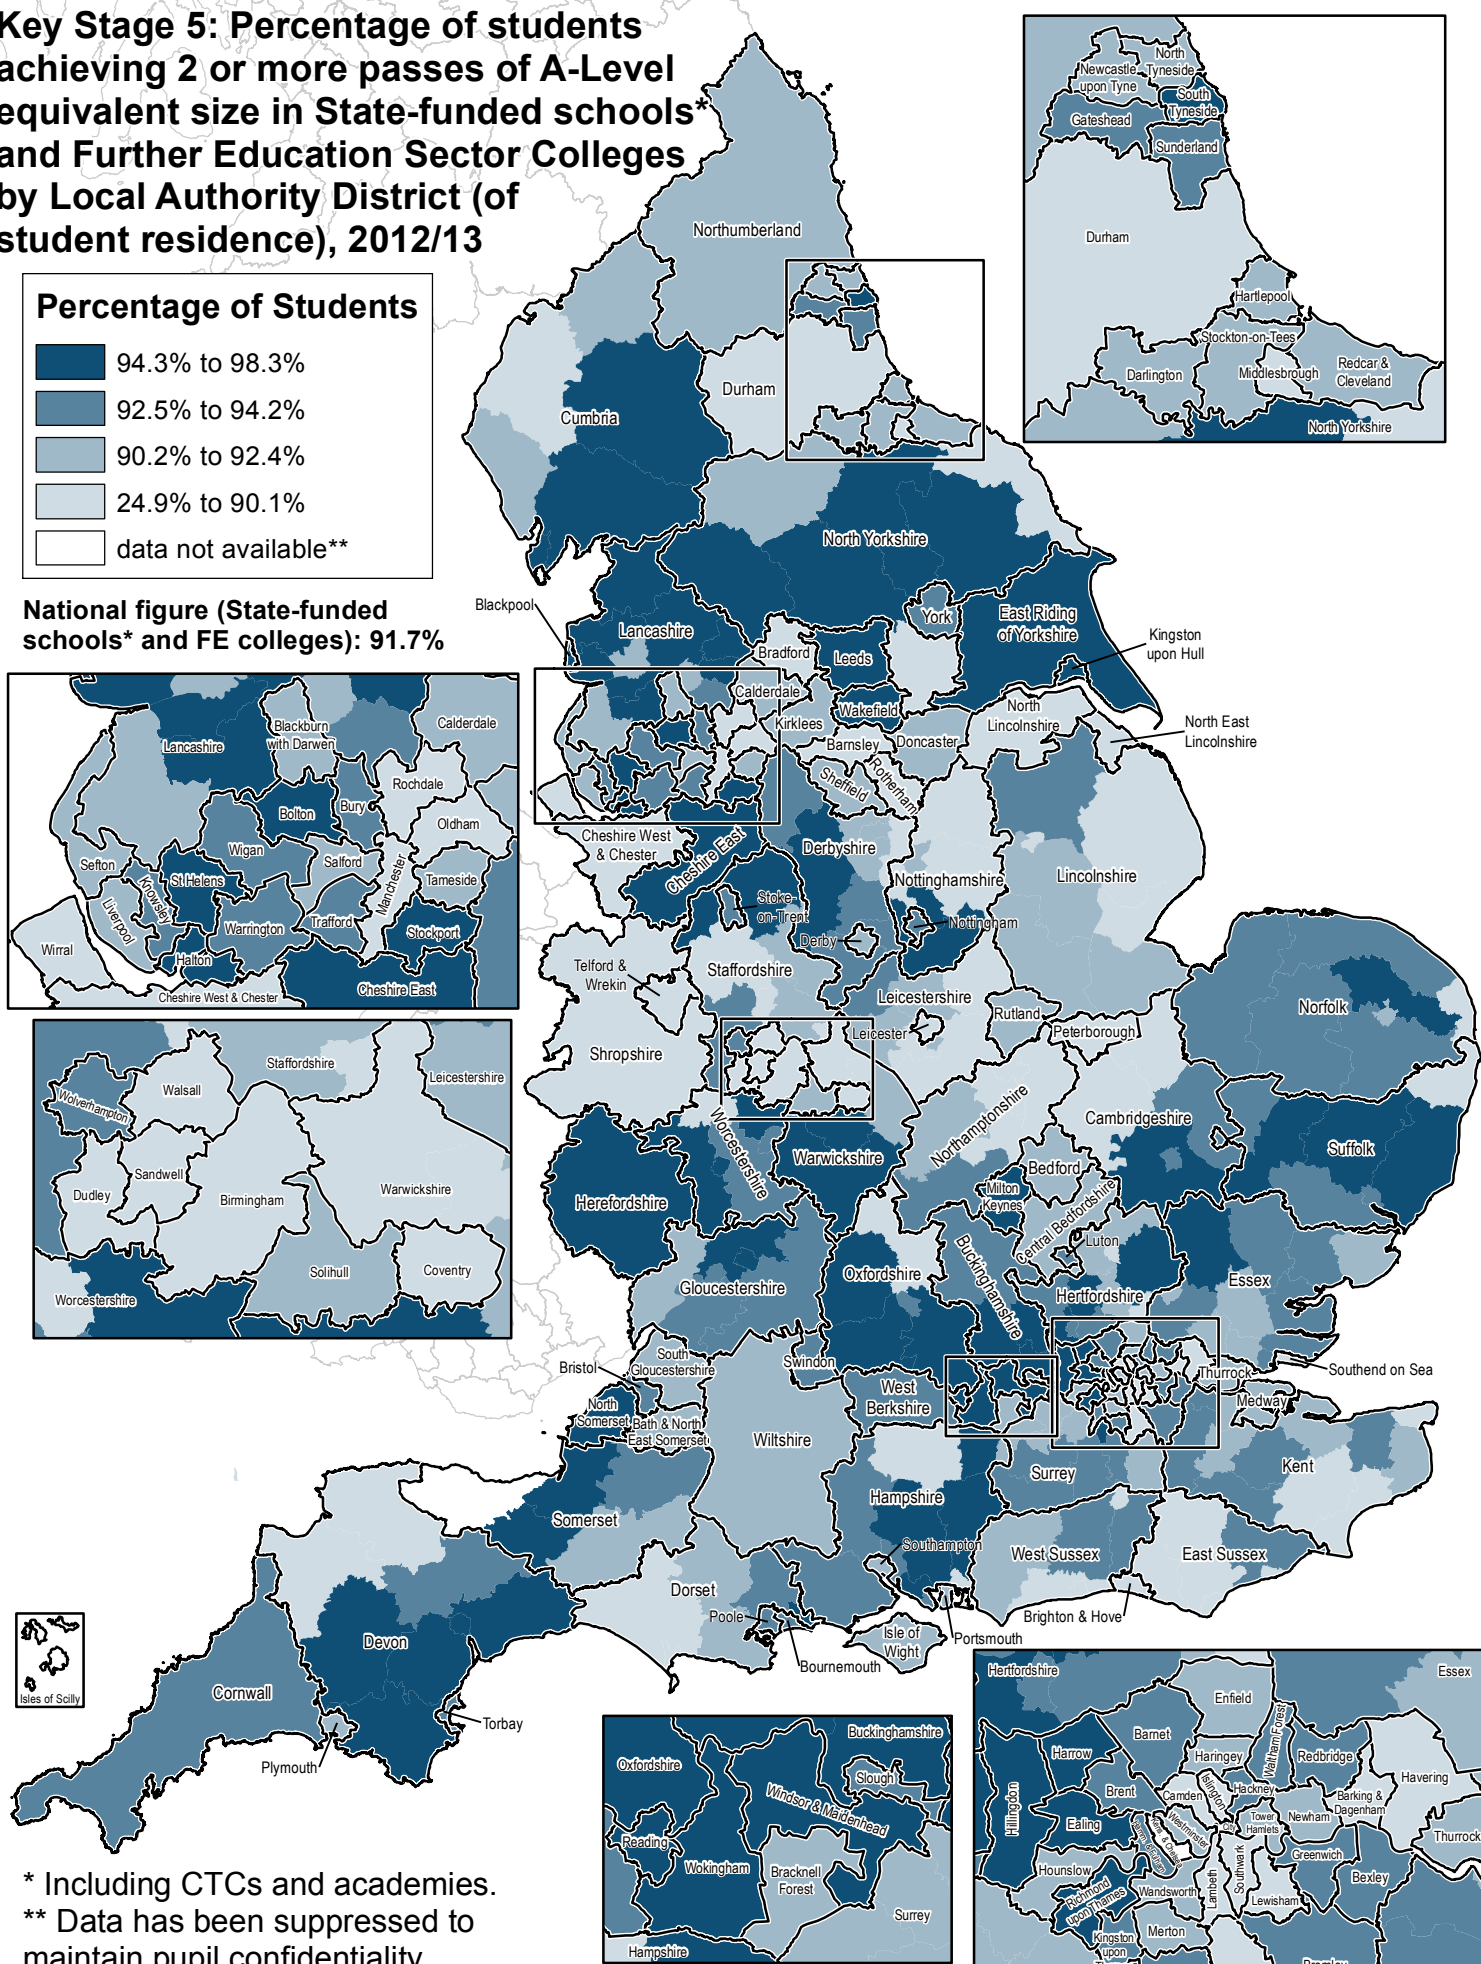 Key Stage 5: Percentage of students
achieving 2 or more passes of A-Level
equivalent size in State-funded schools*
and Further Education Sector Colleges
by Local Authority District (of
student residence), 2012/13
Percentage of Students
94.3% to 98.3%
92.5% to 94.2%
90.2% to 92.4%
24.9% to 90.1%
data not available**
National figure (State-funded
schools* and FE colleges): 91.7%
Northumberland
Cumbria
Durham
North Yorkshire
Blackpool
Lancashire
York
East Riding
of Yorkshire
Kingston
upon Hull
Bradford
Leeds
Calderdale
Wakefield
Kirklees
North
Lincolnshire
North East
Lincolnshire
Barnsley
Doncaster
Sheffield
Rotherham
Cheshire West
& Chester
Cheshire East
Derbyshire
Nottinghamshire
Lincolnshire
Stoke-
on-Trent
Nottingham
Derby
Telford &
Wrekin
Staffordshire
Leicestershire
Rutland
Leicester
Peterborough
Norfolk
Shropshire
Northamptonshire
Cambridgeshire
Suffolk
Worcestershire
Warwickshire
Bedford
Herefordshire
Milton
Keynes
Central Bedfordshire
Luton
Buckinghamshire
Oxfordshire
Gloucestershire
Hertfordshire
Essex
South
Gloucestershire
Swindon
Bristol
Southend on Sea
Thurrock
West
Berkshire
North
Somerset
Bath & North
East Somerset
Medway
Wiltshire
Surrey
Kent
Hampshire
Somerset
Southampton
West Sussex
East Sussex
Dorset
Poole
Brighton & Hove
Isle of
Wight
Portsmouth
Bournemouth
Devon
Cornwall
Torbay
Plymouth
Isles of Scilly
North
Tyneside
Newcastle
upon Tyne
South
Tyneside
Gateshead
Sunderland
Durham
Hartlepool
Stockton-on-Tees
Darlington
Middlesbrough
Redcar &
Cleveland
North Yorkshire
Lancashire
Blackburn
with Darwen
Calderdale
Rochdale
Bolton
Bury
Oldham
Wigan
Sefton
Salford
St Helens
Manchester
Tameside
Knowsley
Liverpool
Warrington
Trafford
Stockport
Wirral
Halton
Cheshire West & Chester
Cheshire East
Staffordshire
Leicestershire
Walsall
Wolverhampton
Sandwell
Dudley
Birmingham
Warwickshire
Solihull
Coventry
Worcestershire
Buckinghamshire
Oxfordshire
Slough
Windsor & Maidenhead
Reading
Wokingham
Bracknell
Forest
Surrey
Hampshire
Hertfordshire
Essex
Enfield
Barnet
Harrow
Haringey
Waltham Forest
Redbridge
Havering
Brent
Camden
Islington
Hackney
Barking &
Dagenham
Hillingdon
Ealing
Westminster
City
Tower
Hamlets
Newham
Thurrock
Kens. & Chelsea
Hounslow
Greenwich
Richmond
upon Thames
Wandsworth
Lambeth
Southwark
Lewisham
Bexley
Merton
Kingston
upon
* Including CTCs and academies.
** Data has been suppressed to
maintain pupil confidentiality